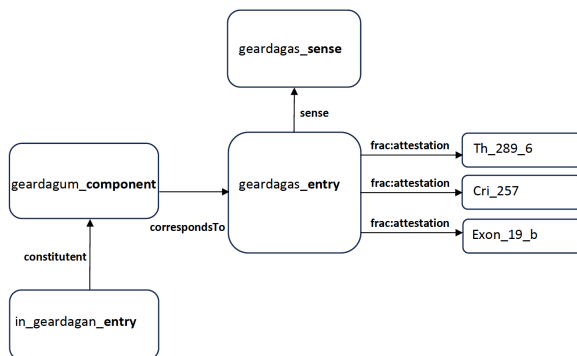 geardagas_sense
sense
frac:attestation
Th_289_6
geardagum_component
geardagas_entry
frac:attestation
Cri_257
correspondsTo
frac:attestation
Exon_19_b
constitutent
in_geardagan_entry